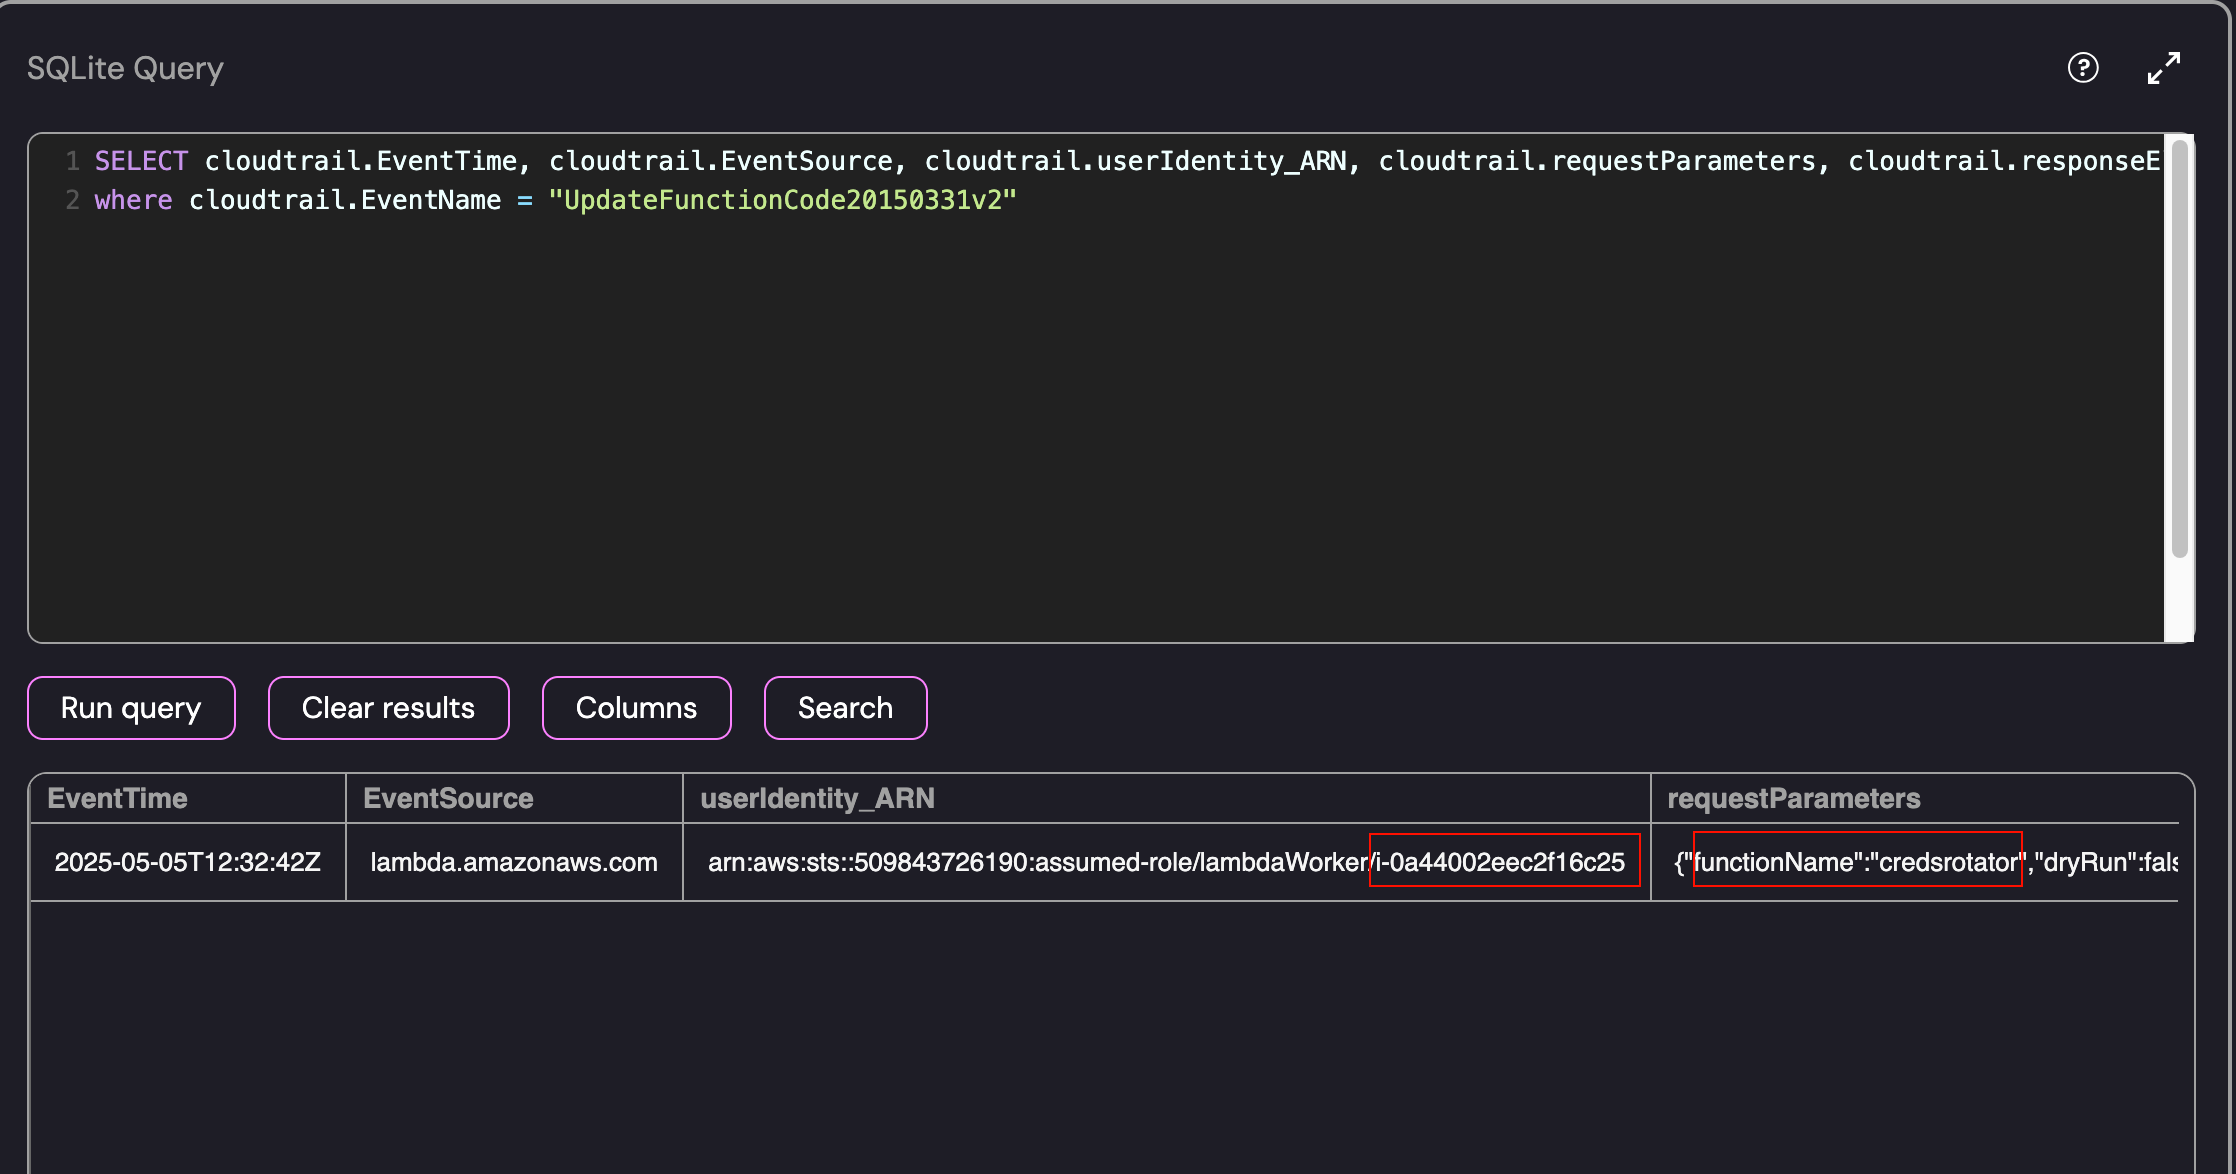 SQLite Query
1 SELECT cloudtrail.EventTime, cloudtrail.EventSource, cloudtrail.userIdentity_ARN, cloudtrail.requestParameters, cloudtrail.responseE
2 where cloudtrail.EventName = "UpdateFunctionCode20150331v2"
Run query Clear results Columns Search
EventTime EventSource userIdentity_ARN requestParameters
2025-05-05T12:32:42Z lambda.amazonaws.com arn:aws:sts::509843726190:assumed-role/lambdaWorker/i-0a44002eec2f16c25 {"functionName":"credsrotator","dryRun":fals